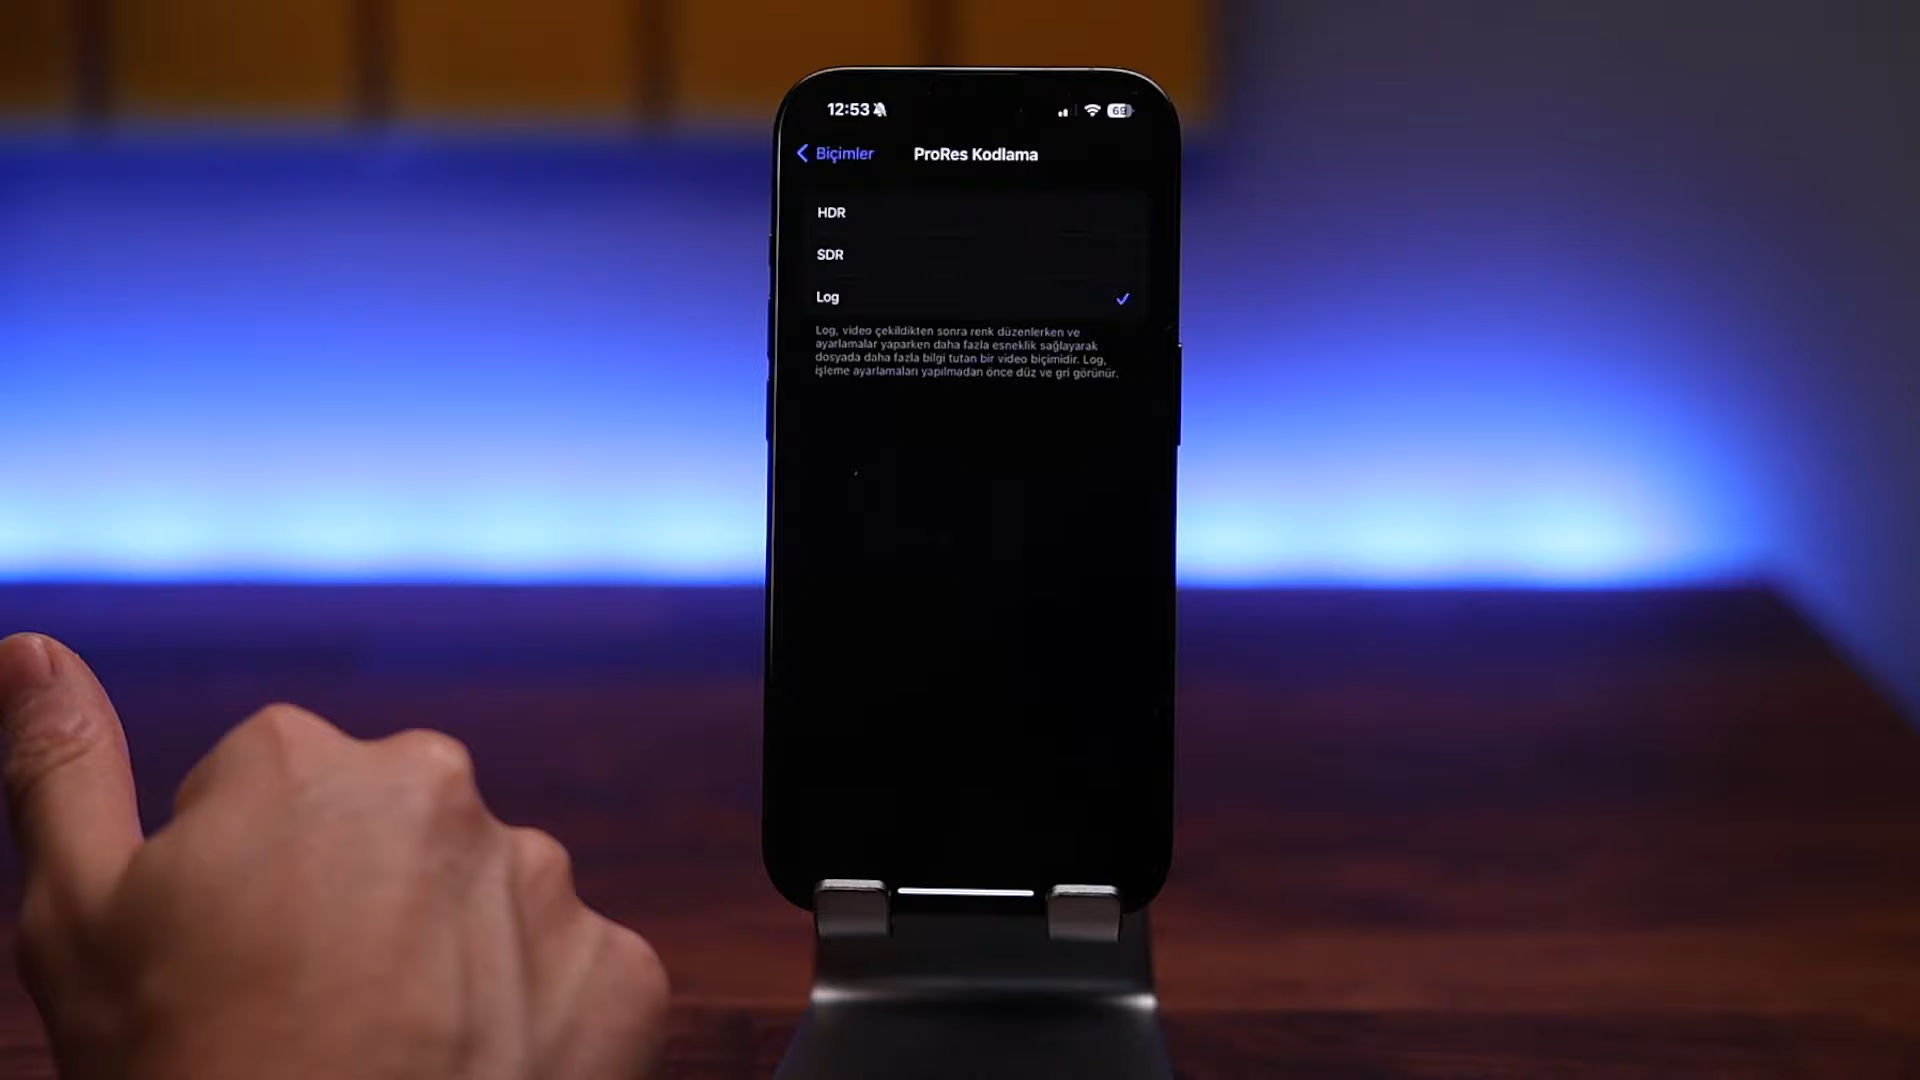 12:53
69
Biçimler
ProRes Kodlama
HDR
SDR
Log
Log, video çekildikten sonra renk düzenlerken ve
ayarlamalar yaparken daha fazla esneklik sağlayarak
dosyada daha fazla bilgi tutan bir video biçimidir. Log,
işleme ayarlamaları yapılmadan önce düz ve gri görünür.